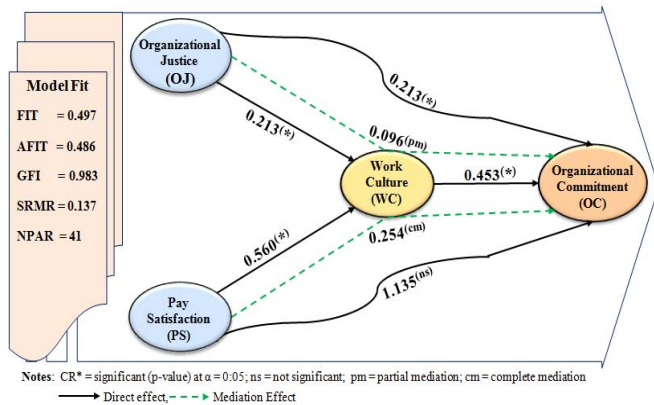 Organizational
Justice
(OJ)
Model Fit
FIT = 0.497
AFIT = 0.486
GFI = 0.983
SRMR = 0.137
NPAR = 41
0.213(*)
0.213(*)
0.096(pm)
Work
Culture
(WC)
0.453(*)
Organizational
Commitment
(OC)
0.560(*)
0.254(cm)
1.135(ns)
Pay
Satisfaction
(PS)
Notes: CR* = significant (p-value) at α = 0:05; ns = not significant; pm = partial mediation; cm = complete mediation
Direct effect, Mediation Effect